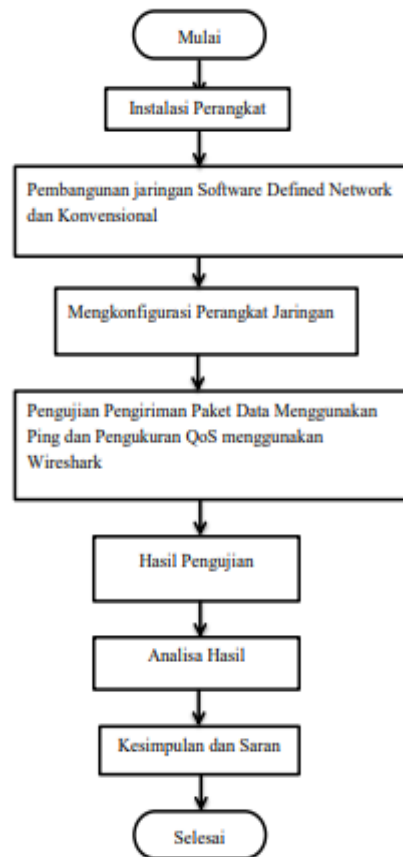 Mulai
Instalasi Perangkat
Pembangunan jaringan Software Defined Network
dan Konvensional
Mengkonfigurasi Perangkat Jaringan
Pengujian Pengiriman Paket Data Menggunakan
Ping dan Pengukuran QoS menggunakan
Wireshark
Hasil Pengujian
Analisa Hasil
Kesimpulan dan Saran
Selesai